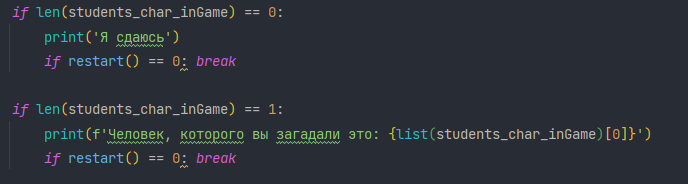 if len(students_char_inGame) == 0:
    print('Я сдаюсь')
    if restart() == 0: break
if len(students_char_inGame) == 1:
    print(f'Человек, которого вы загадали это: {list(students_char_inGame)[0]}')
    if restart() == 0: break